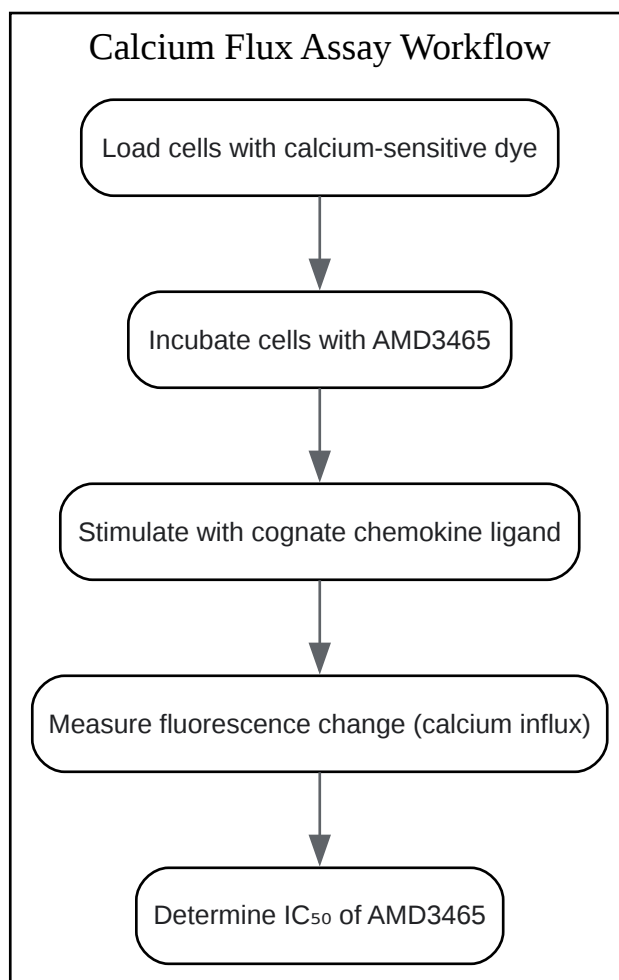 Calcium Flux Assay Workflow
Load cells with calcium-sensitive dye
Incubate cells with AMD3465
Stimulate with cognate chemokine ligand
Measure fluorescence change (calcium influx)
Determine IC₅₀ of AMD3465